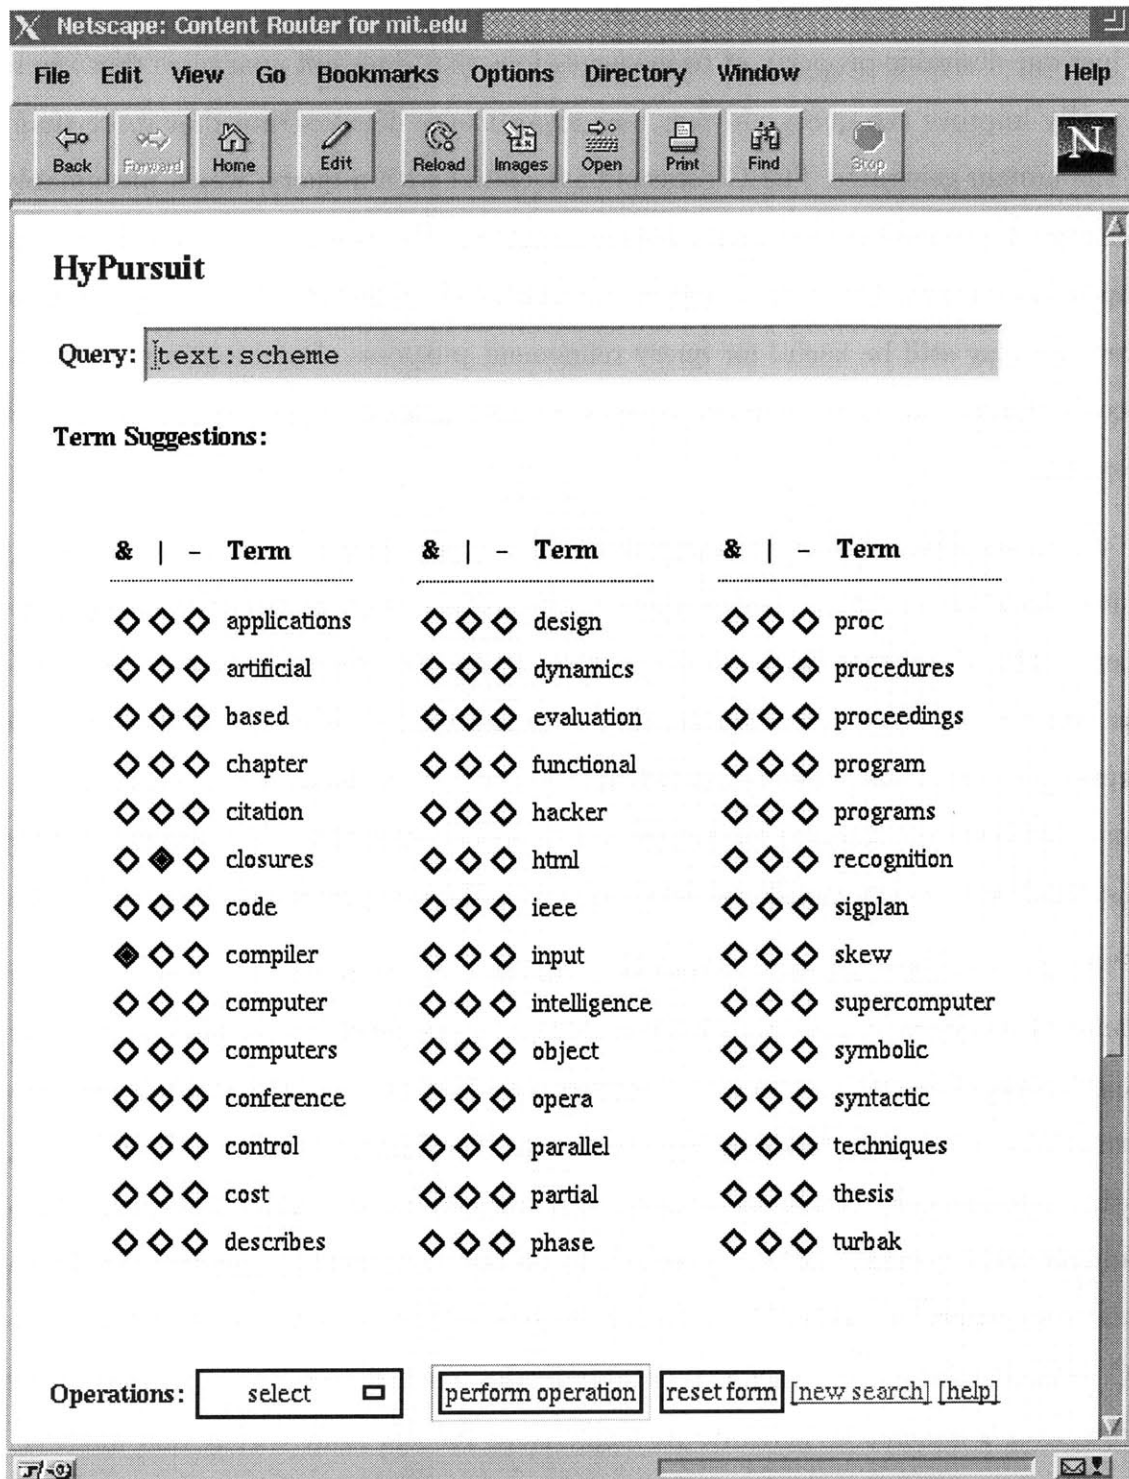 Netscape: Content Router for mit.edu
File Edit View Go Bookmarks Options Directory Window Help
Back Forward Home Edit Reload Images Open Print Find Stop
N
HyPursuit
Query: text:scheme
Term Suggestions:
& | - Term & | - Term & | - Term
applications design proc
artificial dynamics procedures
based evaluation proceedings
chapter functional program
citation hacker programs
closures html recognition
code ieee sigplan
compiler input skew
computer intelligence supercomputer
computers object symbolic
conference opera syntactic
control parallel techniques
cost partial thesis
describes phase turbak
Operations: select perform operation reset form [new search] [help]